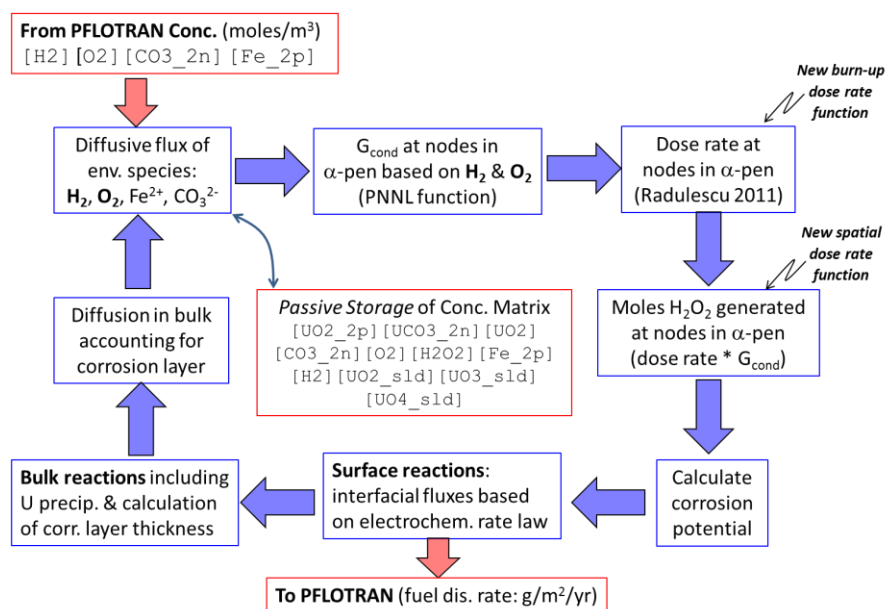 From PFLOTRAN Conc. (moles/m³)
[H2][O2][CO3_2n][Fe_2p]
New burn-up
dose rate
function
Diffusive flux of
env. species:
H₂, O₂, Fe²⁺, CO₃²⁻
G_cond at nodes in
α-pen based on H₂ & O₂
(PNNL function)
Dose rate at
nodes in α-pen
(Radulescu 2011)
New spatial
dose rate
function
Diffusion in bulk
accounting for
corrosion layer
Passive Storage of Conc. Matrix
[UO2_2p][UCO3_2n][UO2]
[CO3_2n][O2][H2O2][Fe_2p]
[H2][UO2_sld][UO3_sld]
[UO4_sld]
Moles H₂O₂ generated
at nodes in α-pen
(dose rate * G_cond)
Bulk reactions including
U precip. & calculation
of corr. layer thickness
Surface reactions:
interfacial fluxes based
on electrochem. rate law
Calculate
corrosion
potential
To PFLOTRAN (fuel dis. rate: g/m²/yr)